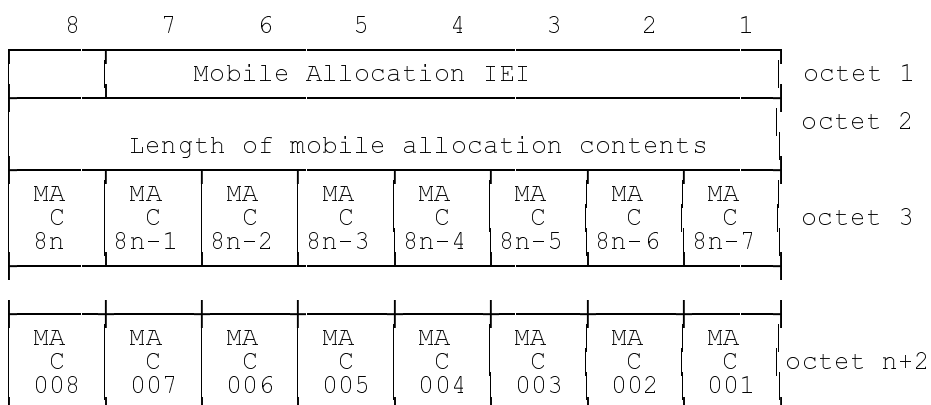 8 7 6 5 4 3 2 1
Mobile Allocation IEI octet 1
octet 2
Length of mobile allocation contents
MA MA MA MA MA MA MA MA
C C C C C C C C octet 3
8n 8n-1 8n-2 8n-3 8n-4 8n-5 8n-6 8n-7
MA MA MA MA MA MA MA MA
C C C C C C C C octet n+2
008 007 006 005 004 003 002 001